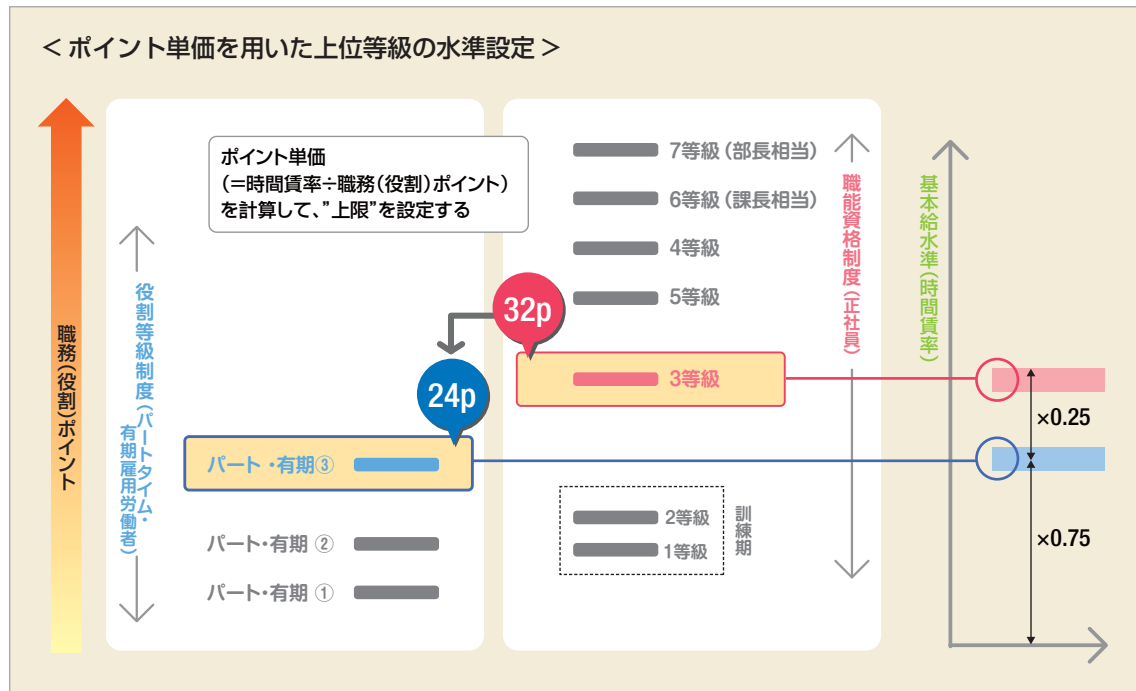 ＜ポイント単価を用いた上位等級の水準設定＞
職務（役割）ポイント
役割等級制度（パートタイム・
有期雇用労働者）
ポイント単価
（＝時間賃率÷職務（役割）ポイント）
を計算して、”上限”を設定する
24p
パート・有期③
パート・有期 ②
パート・有期 ①
7等級（部長相当）
6等級（課長相当）
4等級
5等級
32p
3等級
2等級
1等級
訓練期
職能資格制度（正社員）
基本給水準（時間賃率）
×0.25
×0.75